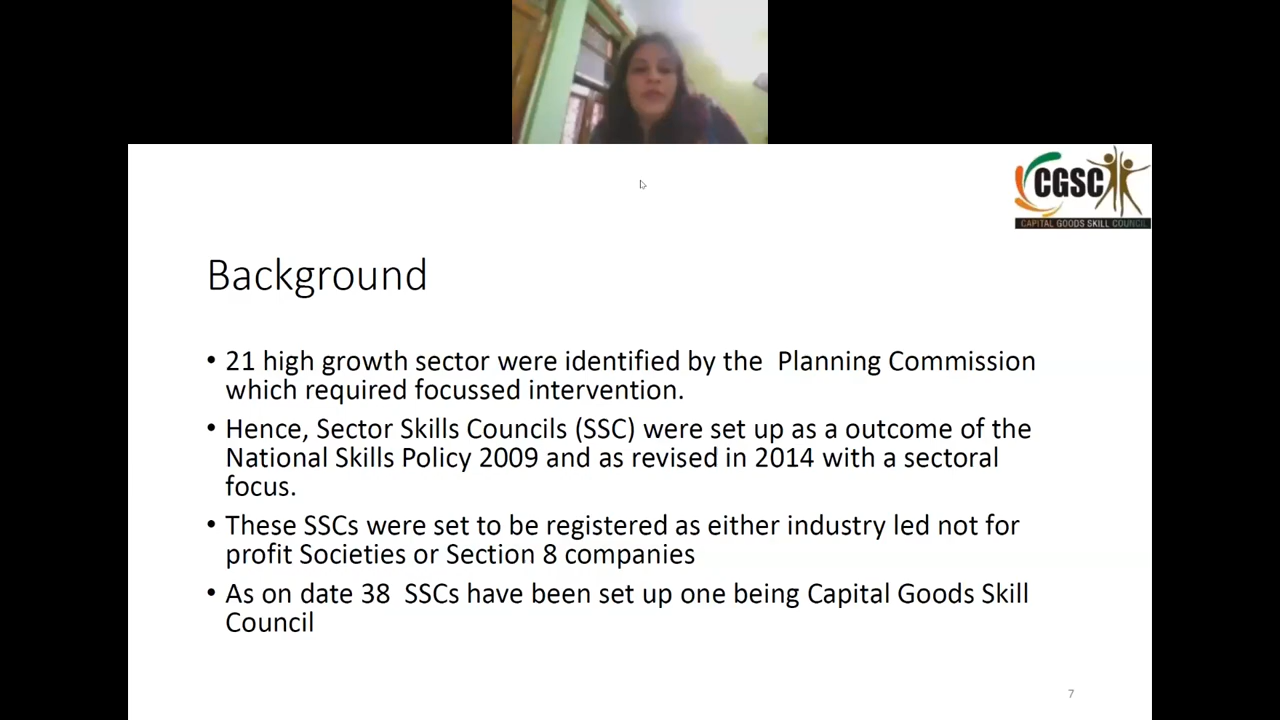 CGSC
CAPITAL GOODS SKILL COUNCIL
Background
• 21 high growth sector were identified by the  Planning Commission
which required focussed intervention.
• Hence, Sector Skills Councils (SSC) were set up as a outcome of the
National Skills Policy 2009 and as revised in 2014 with a sectoral
focus.
• These SSCs were set to be registered as either industry led not for
profit Societies or Section 8 companies
• As on date 38  SSCs have been set up one being Capital Goods Skill
Council
7